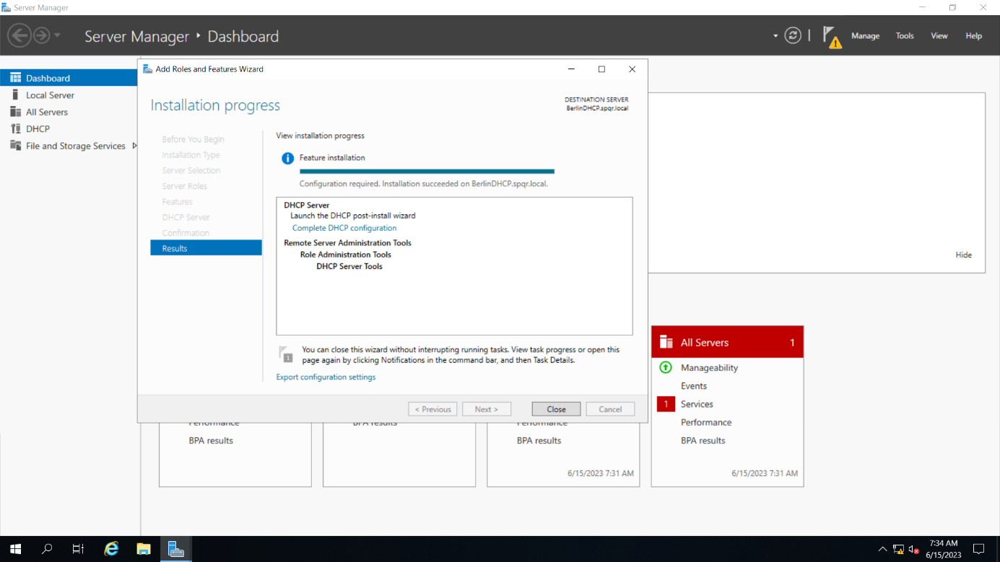 Server Manager
Server Manager ‣ Dashboard
Manage
Tools
View
Help
Dashboard
Local Server
All Servers
DHCP
File and Storage Services
Add Roles and Features Wizard
Installation progress
DESTINATION SERVER
BerlinDHCP.spqr.local
Before You Begin
Installation Type
Server Selection
Server Roles
Features
DHCP Server
Confirmation
Results
View installation progress
Feature installation
Configuration required. Installation succeeded on BerlinDHCP.spqr.local.
DHCP Server
Launch the DHCP post-install wizard
Complete DHCP configuration
Remote Server Administration Tools
Role Administration Tools
DHCP Server Tools
1
You can close this wizard without interrupting running tasks. View task progress or open this
page again by clicking Notifications in the command bar, and then Task Details.
Export configuration settings
< Previous
Next >
Close
Cancel
Hide
Performance
BPA results
BPA results
Performance
BPA results
6/15/2023 7:31 AM
All Servers 1
Manageability
Events
1 Services
Performance
BPA results
6/15/2023 7:31 AM
7:34 AM
6/15/2023